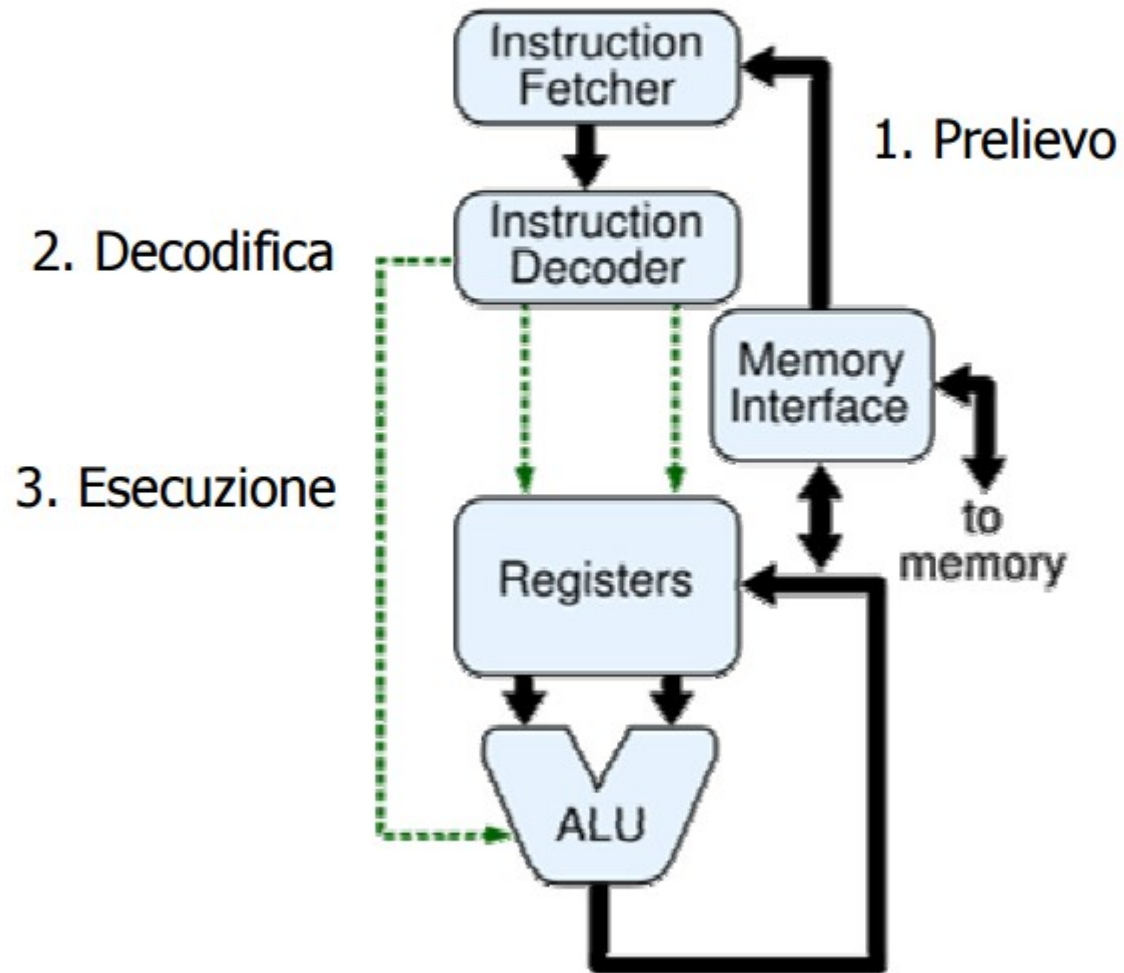 Instruction
Fetcher
1. Prelievo
Instruction
Decoder
2. Decodifica
Memory
Interface
3. Esecuzione
to
memory
Registers
ALU